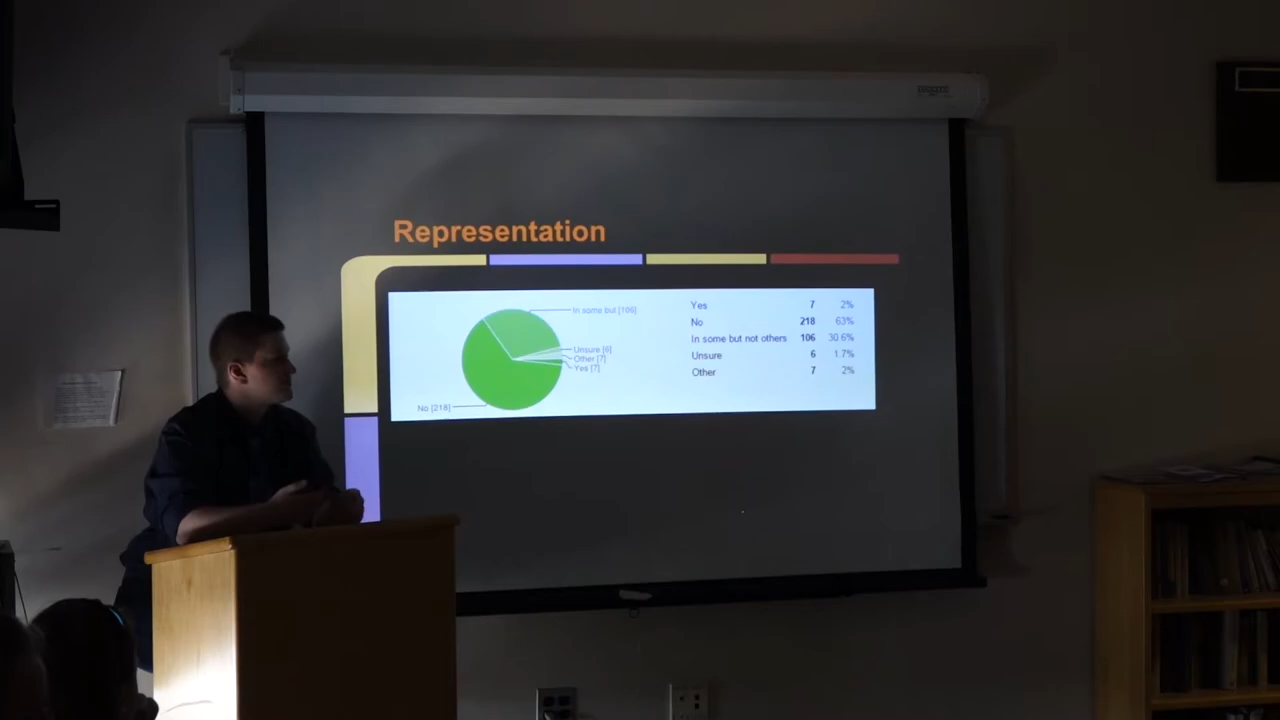 Representation
In some but [106]
Unsure [6]
Other [7]
Yes [7]
No [218]
Yes 7 2%
No 218 63%
In some but not others 106 30.6%
Unsure 6 1.7%
Other 7 2%